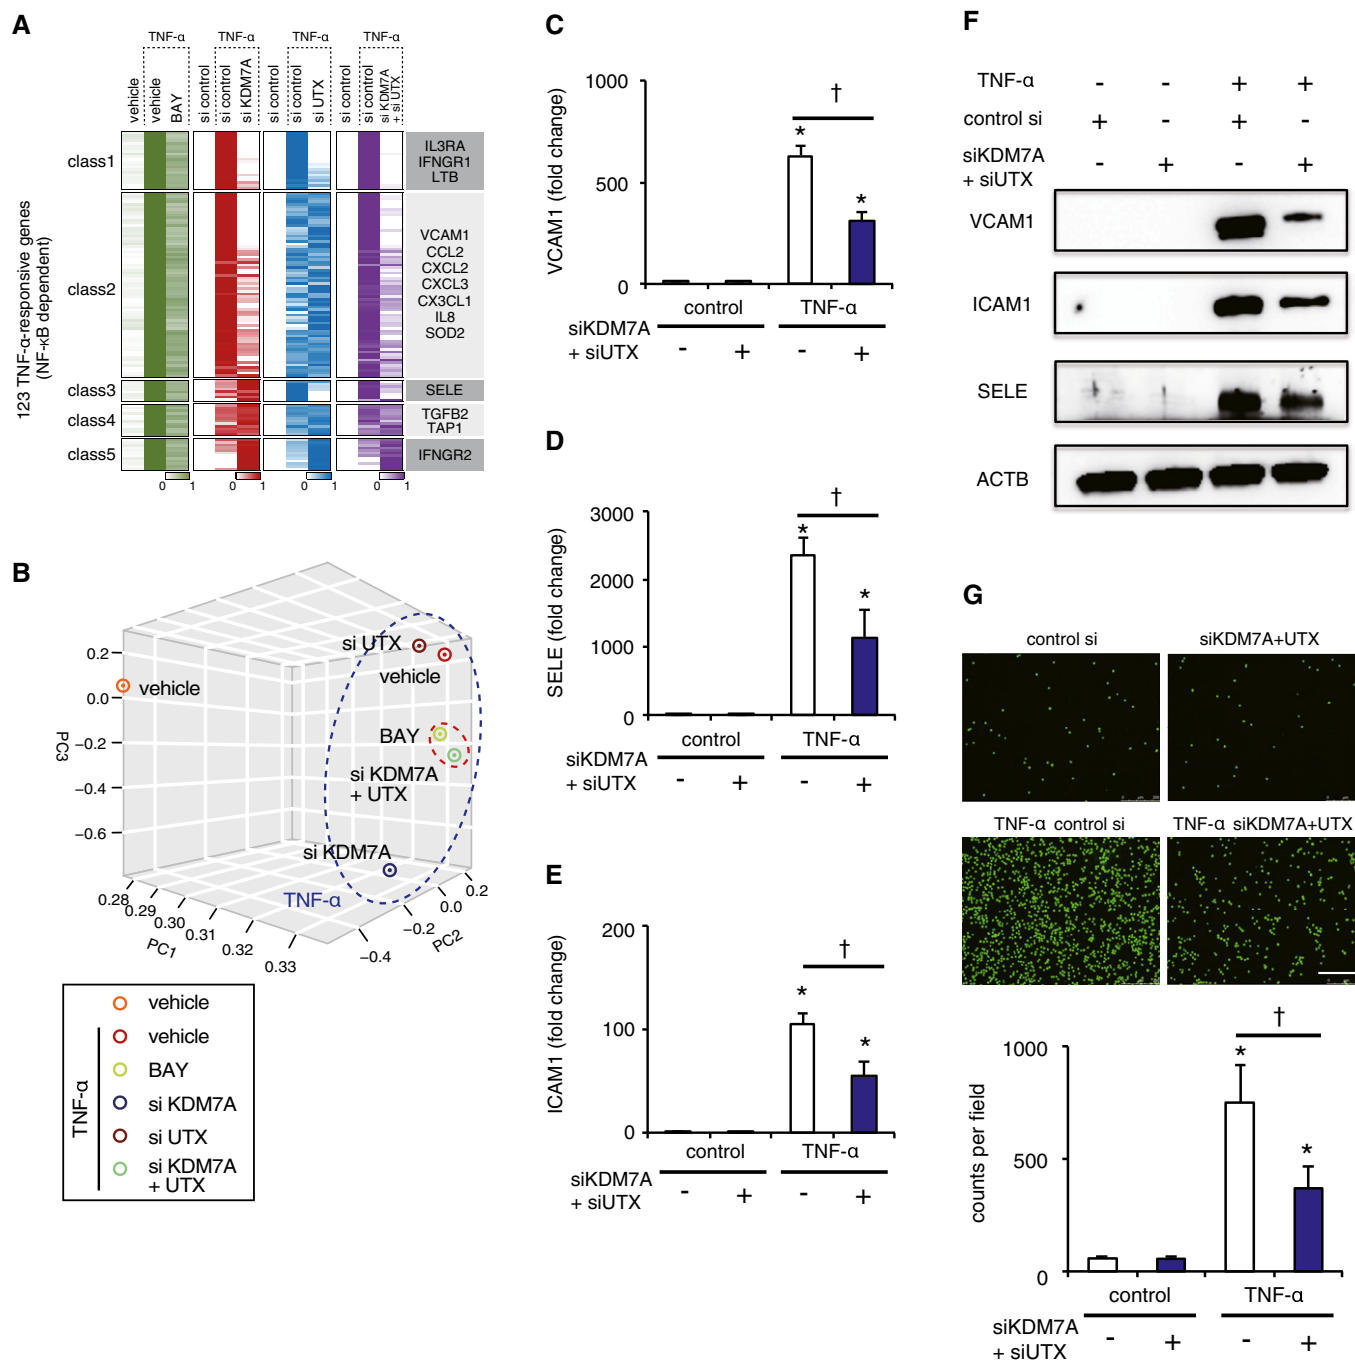 A
TNF-α
TNF-α
TNF-α
TNF-α
vehicle
vehicle
BAY
si control
si control
si KDM7A
si control
si control
si UTX
si control
si control
si KDM7A
+ si UTX
123 TNF-α-responsive genes
(NF-κB dependent)
class1
IL3RA
IFNGR1
LTB
class2
VCAM1
CCL2
CXCL2
CXCL3
CX3CL1
IL8
SOD2
class3
SELE
class4
TGFB2
TAP1
class5
IFNGR2
0 1
0 1
0 1
0 1
B
si UTX
vehicle
vehicle
BAY
si KDM7A
+ UTX
si KDM7A
TNF-α
0.2
0.0
−0.2
−0.4
−0.6
PC3
0.28
0.29
0.30
0.31
0.32
0.33
PC1
−0.4
−0.2
0.0
0.2
PC2
vehicle
TNF-α
vehicle
BAY
si KDM7A
si UTX
si KDM7A
+ UTX
C
VCAM1 (fold change)
1000
500
0
*
*
†
control
TNF-α
siKDM7A
+ siUTX
- + - +
D
SELE (fold change)
3000
2000
1000
0
*
*
†
control
TNF-α
siKDM7A
+ siUTX
- + - +
E
ICAM1 (fold change)
200
100
0
*
*
†
control
TNF-α
siKDM7A
+ siUTX
- + - +
F
TNF-α - - + +
control si + - + -
siKDM7A
+ siUTX
- + - +
VCAM1
ICAM1
SELE
ACTB
G
control si
siKDM7A+UTX
TNF-α control si
TNF-α siKDM7A+UTX
counts per field
1000
500
0
*
*
†
control
TNF-α
siKDM7A
+ siUTX
- + - +